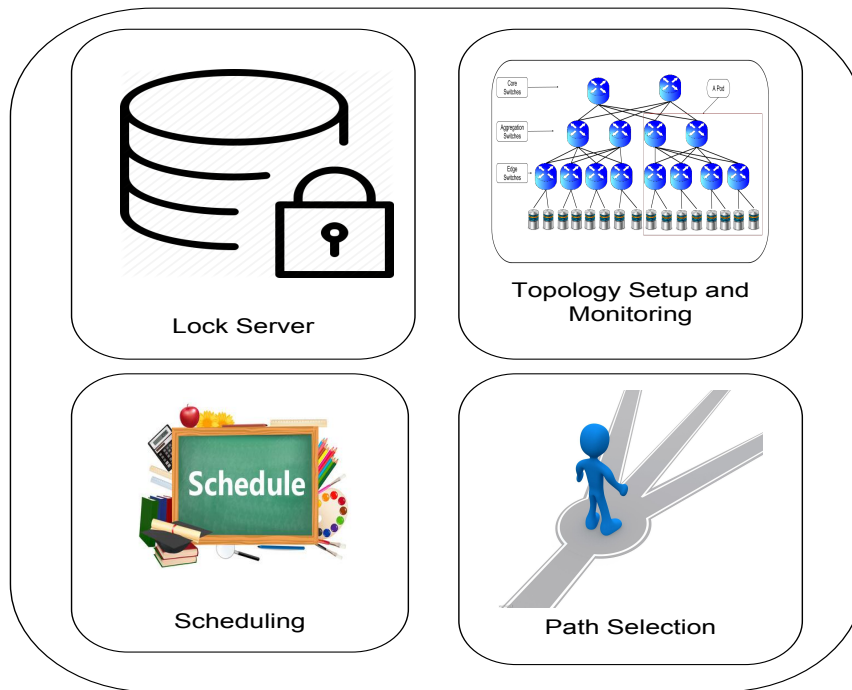 Core
Switches
A Pod
Aggregation
Switches
Edge
Switches
Lock Server
Topology Setup and
Monitoring
Schedule
Scheduling
Path Selection